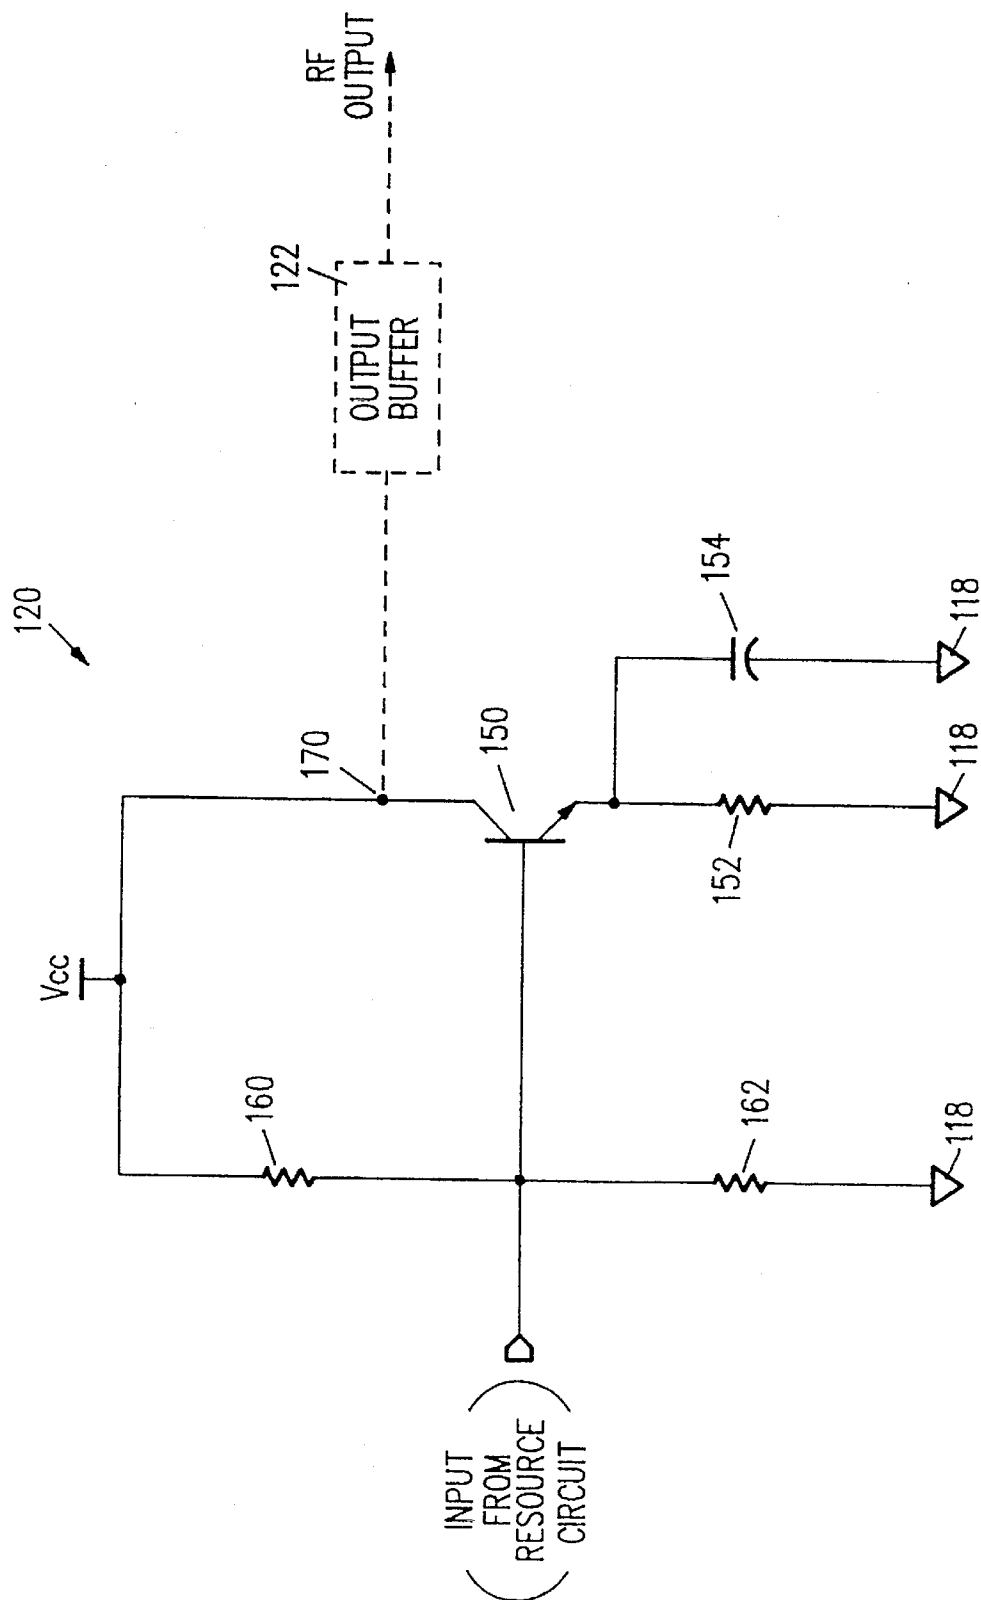 120
Vcc
170
RF
OUTPUT
122
OUTPUT
BUFFER
160
150
154
INPUT
FROM
RESOURCE
CIRCUIT
162
152
118
118
118